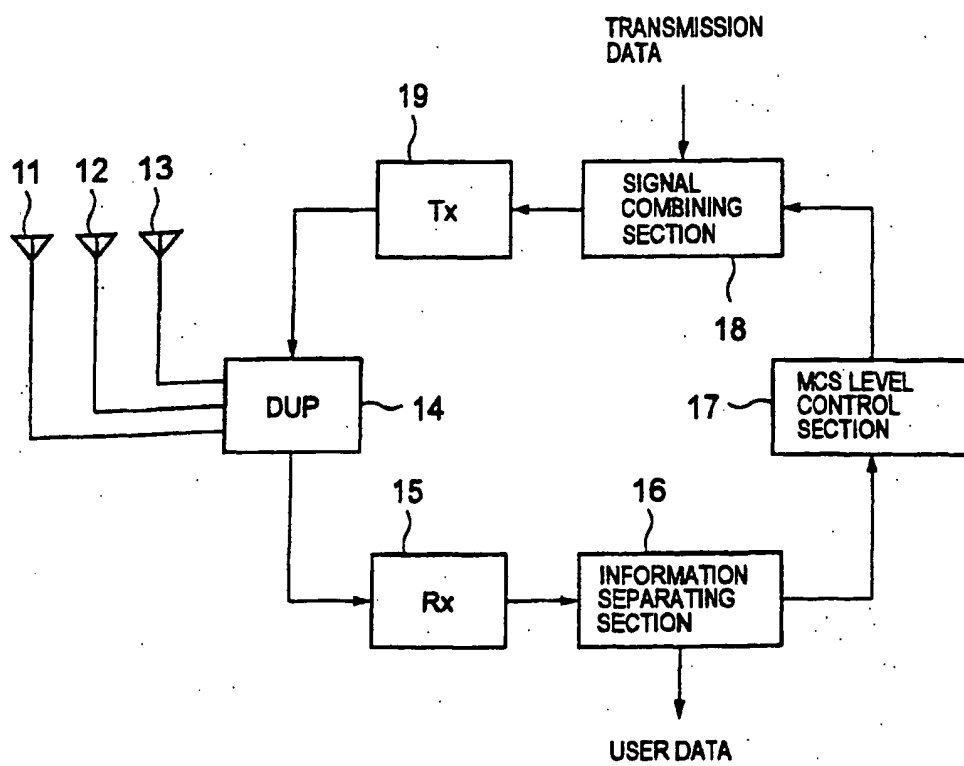 TRANSMISSION
DATA
19
11
12
13
Tx
SIGNAL
COMBINING
SECTION
18
DUP
14
17
MCS LEVEL
CONTROL
SECTION
15
16
Rx
INFORMATION
SEPARATING
SECTION
USER DATA